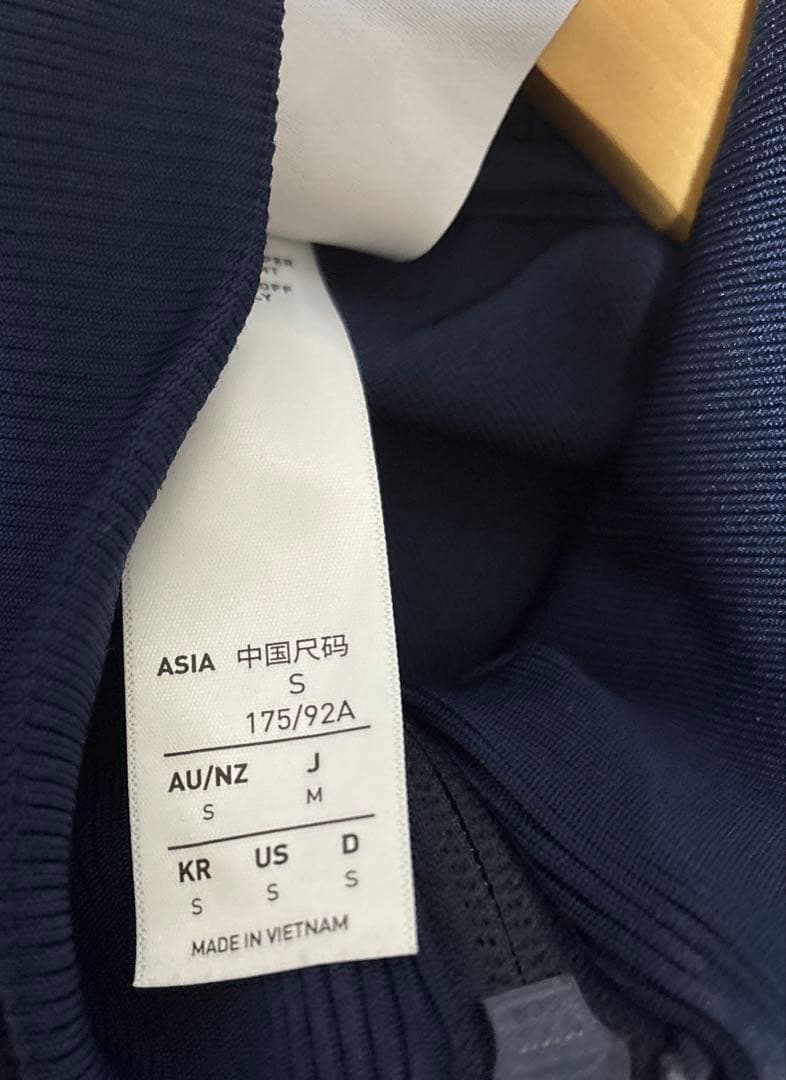 ASIA 中国尺码
S
175/92A
AU/NZ J
S M
KR US D
S S S
MADE IN VIETNAM